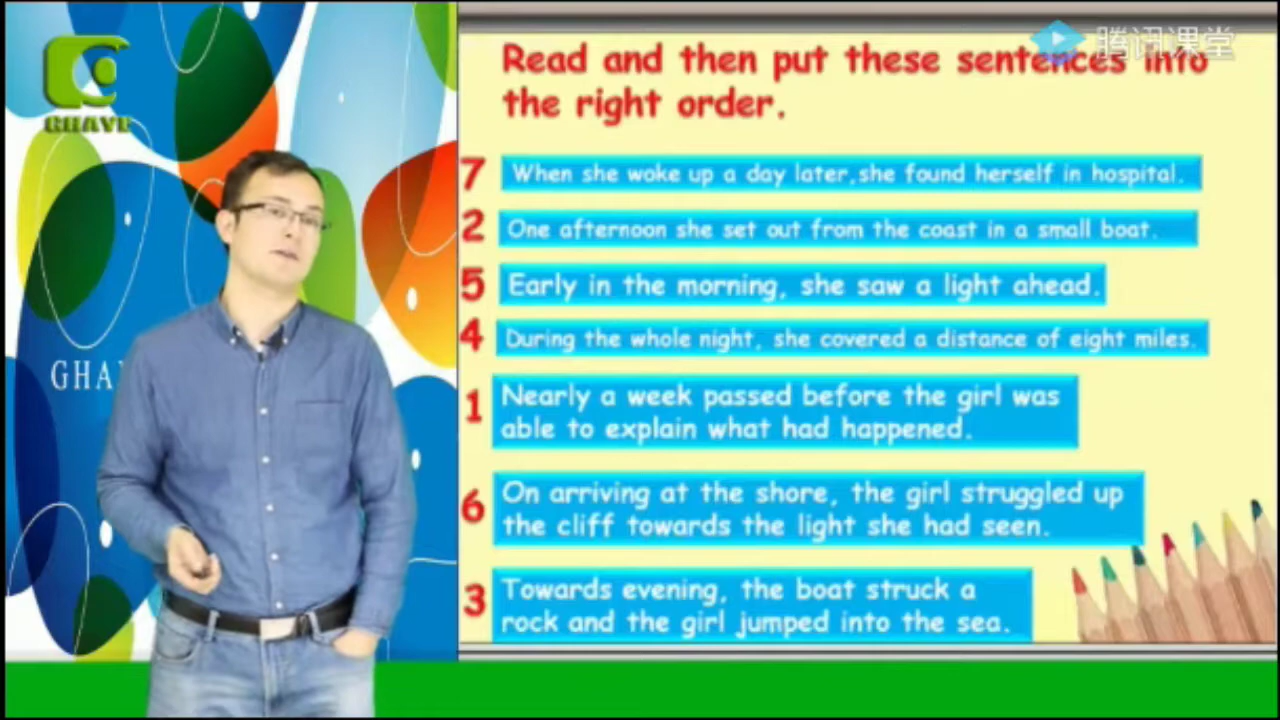 GHAYE
GHAY
腾讯课堂
Read and then put these sentences into
the right order.
7 When she woke up a day later,she found herself in hospital.
2 One afternoon she set out from the coast in a small boat.
5 Early in the morning, she saw a light ahead.
4 During the whole night, she covered a distance of eight miles.
1 Nearly a week passed before the girl was
able to explain what had happened.
6 On arriving at the shore, the girl struggled up
the cliff towards the light she had seen.
3 Towards evening, the boat struck a
rock and the girl jumped into the sea.